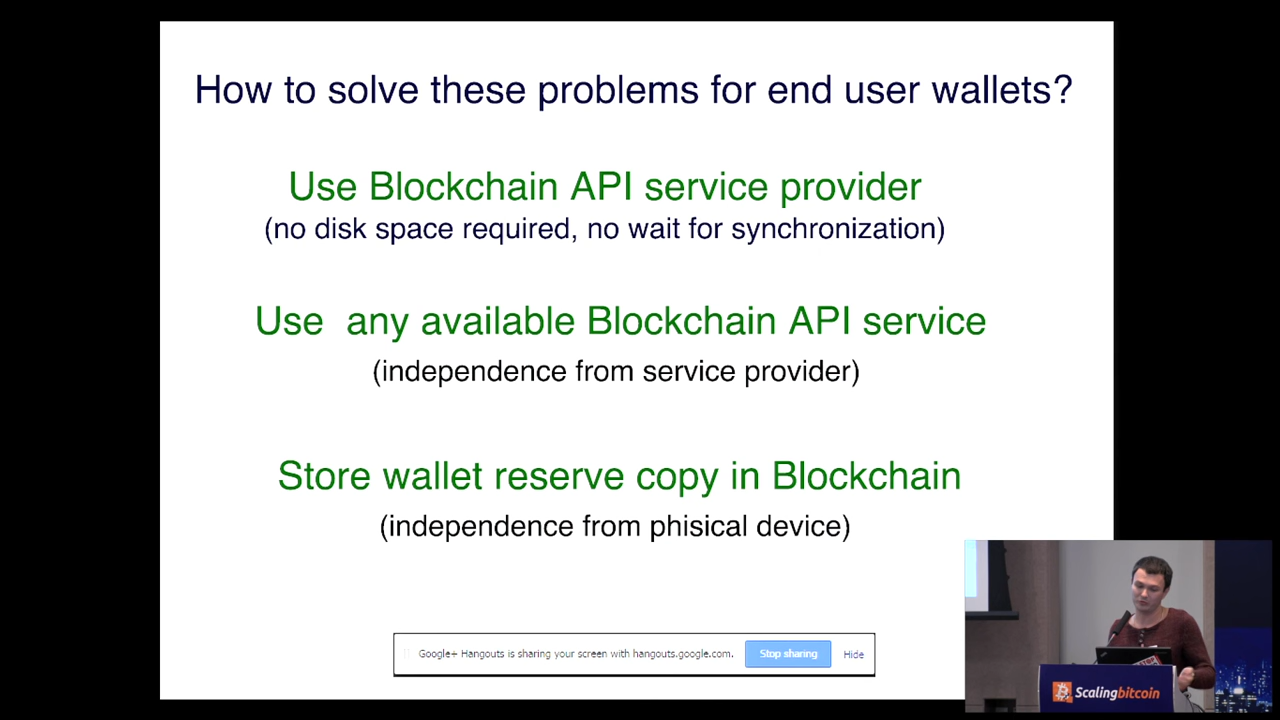 How to solve these problems for end user wallets?
Use Blockchain API service provider
(no disk space required, no wait for synchronization)
Use any available Blockchain API service
(independence from service provider)
Store wallet reserve copy in Blockchain
(independence from phisical device)
Google+ Hangouts is sharing your screen with hangouts.google.com. Stop sharing Hide
Scalingbitcoin